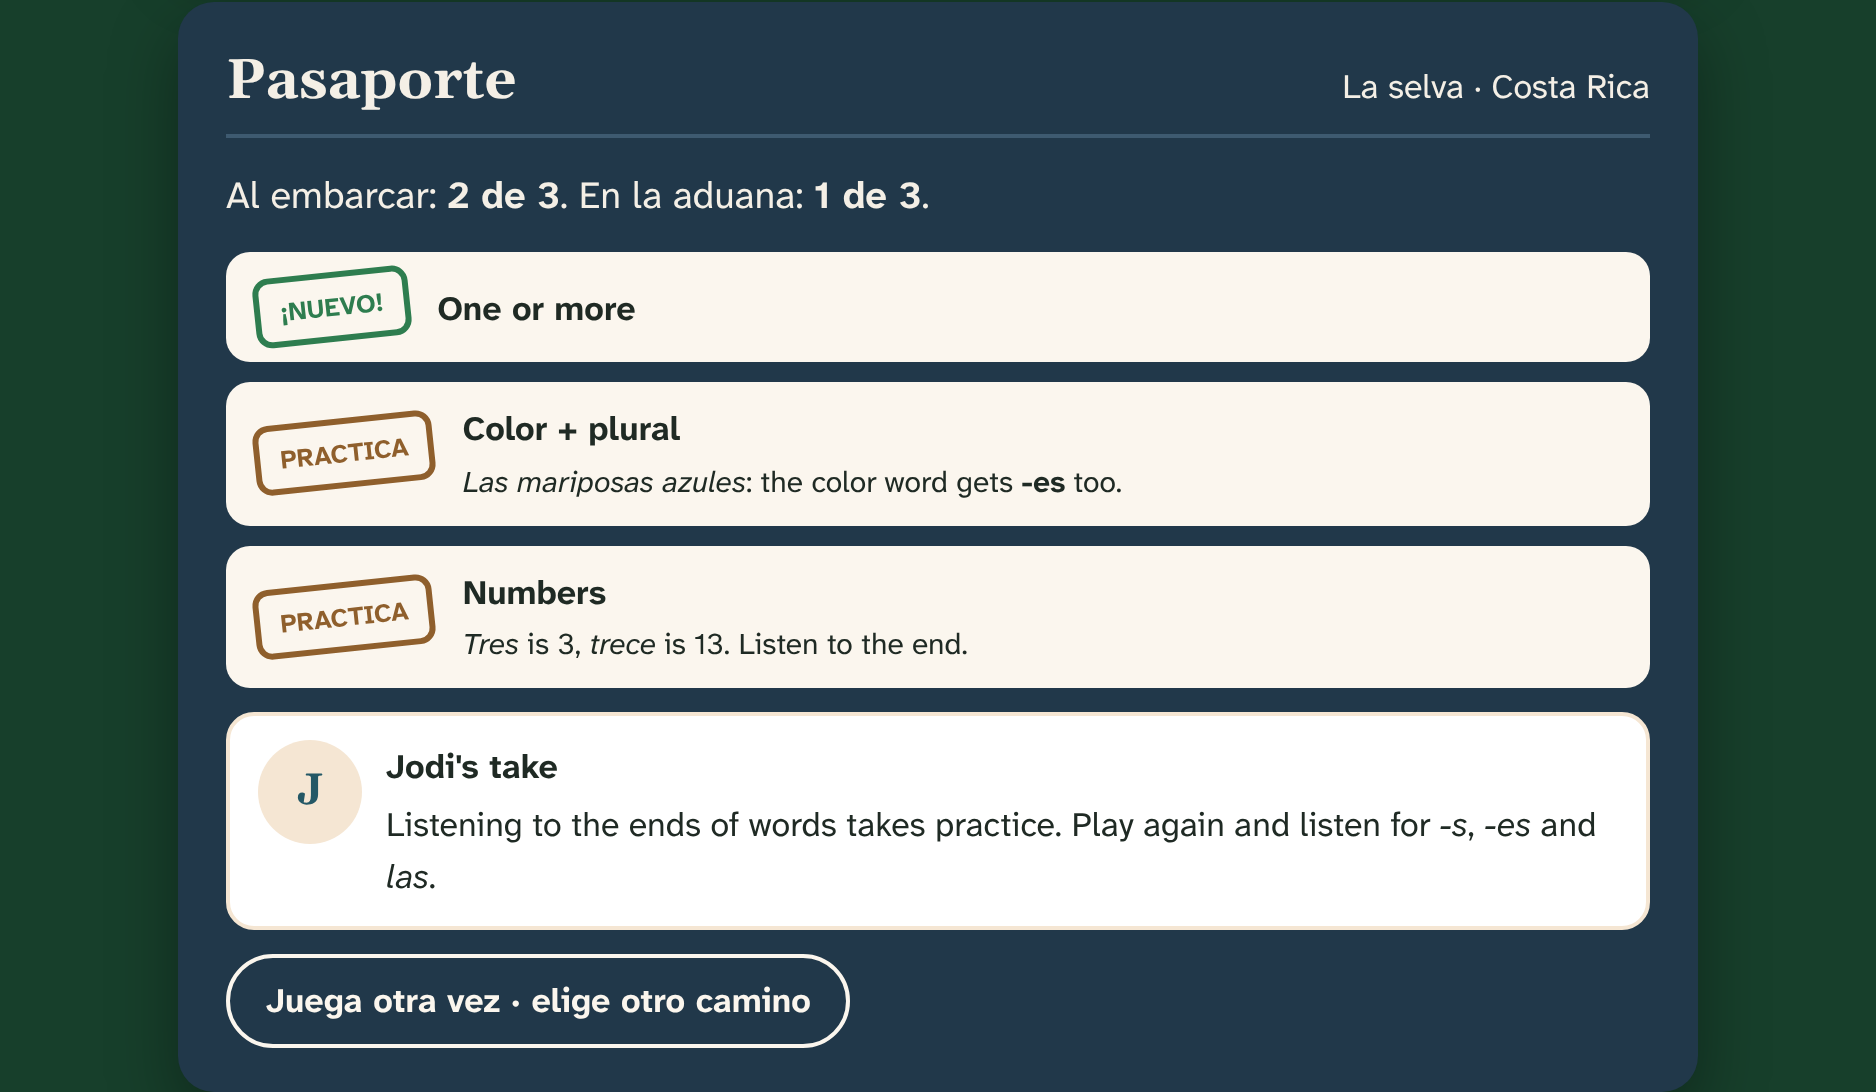 Pasaporte
La selva · Costa Rica
Al embarcar: 2 de 3. En la aduana: 1 de 3.
¡NUEVO!
One or more
PRACTICA
Color + plural
Las mariposas azules: the color word gets -es too.
PRACTICA
Numbers
Tres is 3, trece is 13. Listen to the end.
J
Jodi's take
Listening to the ends of words takes practice. Play again and listen for -s, -es and
las.
Juega otra vez · elige otro camino